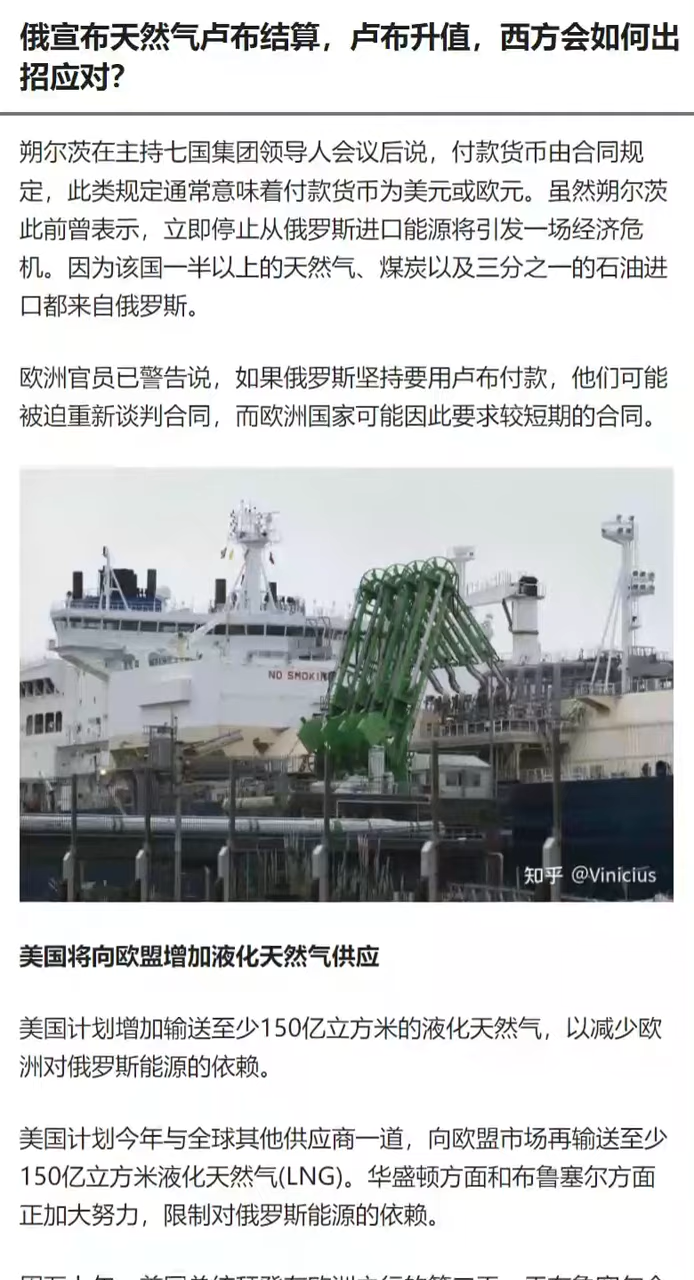 俄宣布天然气卢布结算，卢布升值，西方会如何出
招应对？
朔尔茨在主持七国集团领导人会议后说，付款货币由合同规
定，此类规定通常意味着付款货币为美元或欧元。虽然朔尔茨
此前曾表示，立即停止从俄罗斯进口能源将引发一场经济危
机。因为该国一半以上的天然气、煤炭以及三分之一的石油进
口都来自俄罗斯。
欧洲官员已警告说，如果俄罗斯坚持要用卢布付款，他们可能
被迫重新谈判合同，而欧洲国家可能因此要求较短期的合同。
NO SMOKIN
知乎 @Vinicius
美国将向欧盟增加液化天然气供应
美国计划增加输送至少150亿立方米的液化天然气，以减少欧
洲对俄罗斯能源的依赖。
美国计划今年与全球其他供应商一道，向欧盟市场再输送至少
150亿立方米液化天然气(LNG)。华盛顿方面和布鲁塞尔方面
正加大努力，限制对俄罗斯能源的依赖。